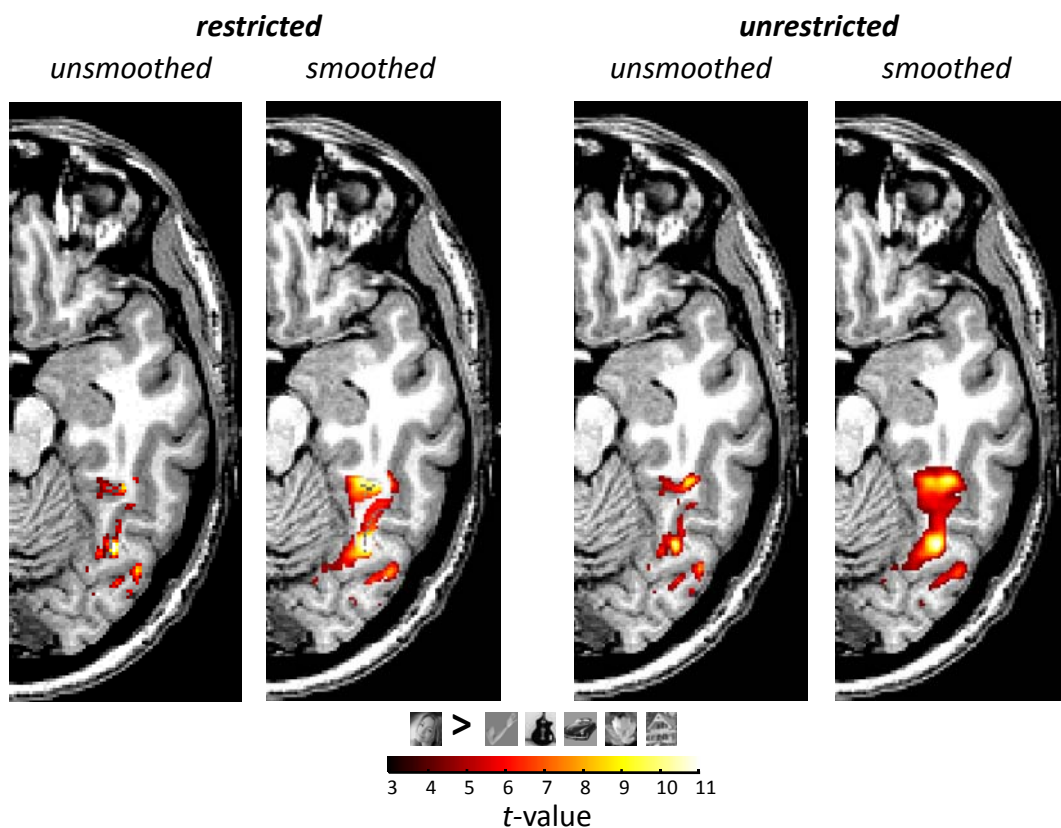 restricted unrestricted
unsmoothed smoothed unsmoothed smoothed
>
3 4 5 6 7 8 9 10 11
t-value